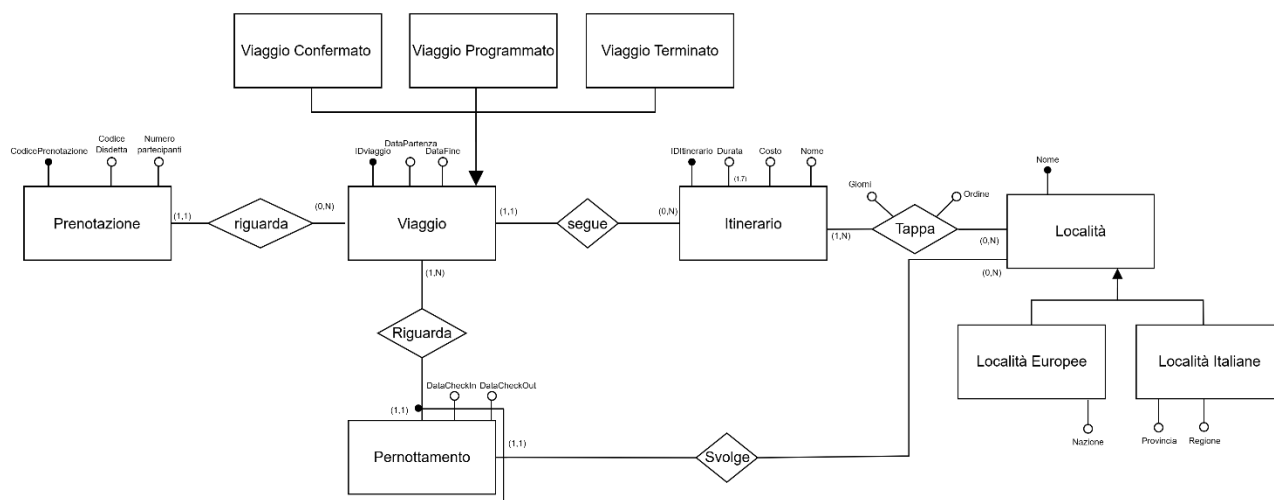 Viaggio Confermato
Viaggio Programmato
Viaggio Terminato
CodicePrenotazione
Codice
Disdetta
Numero
partecipanti
IDviaggio
DataPartenza
DataFine
IDItinerario
Durata
(1.7)
Costo
Nome
Giorni
Ordine
Nome
Prenotazione
(1,1)
riguarda
(0,N)
Viaggio
(1,1)
segue
(0,N)
Itinerario
(1,N)
Tappa
(0,N)
Località
(0,N)
(1,N)
Riguarda
Località Europee
Località Italiane
DataCheckIn
DataCheckOut
(1,1)
Nazione
Provincia
Regione
Pernottamento
(1,1)
Svolge